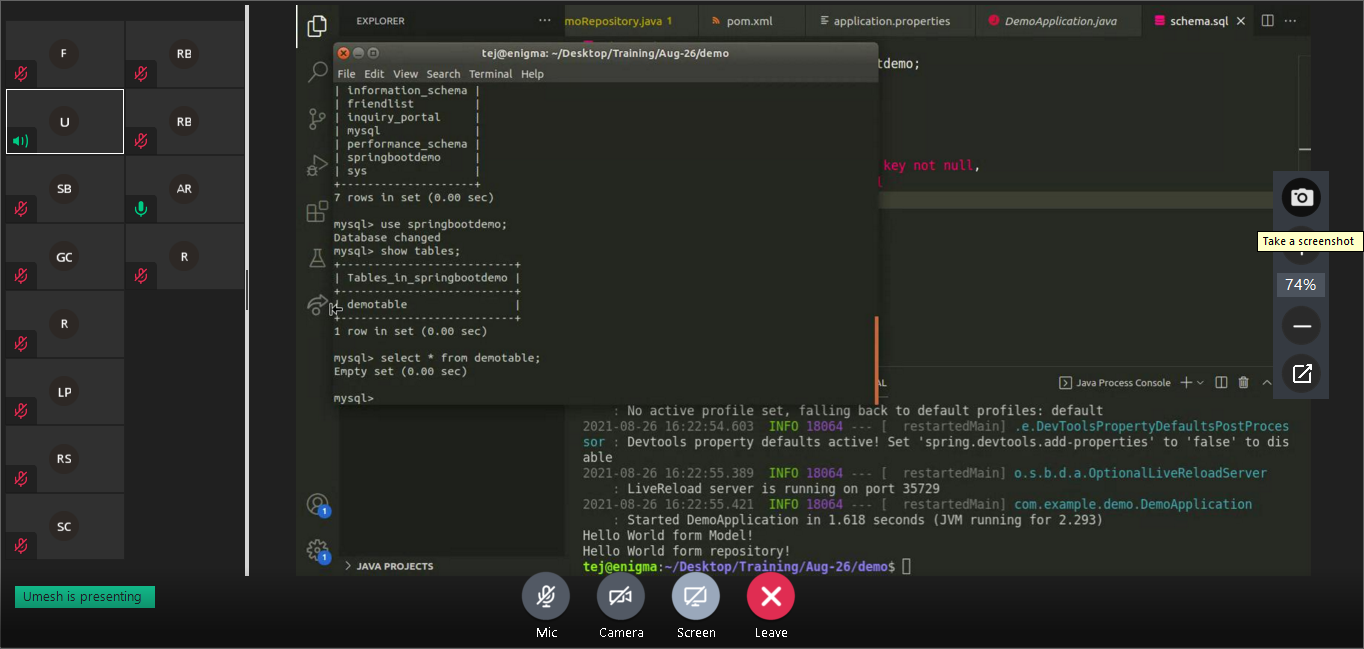 F
RB
U
RB
SB
AR
GC
R
R
LP
RS
SC
Umesh is presenting
EXPLORER ···
moRepository.java 1
pom.xml
application.properties
DemoApplication.java
schema.sql
tej@enigma: ~/Desktop/Training/Aug-26/demo
File Edit View Search Terminal Help
| information_schema |
| friendlist |
| inquiry_portal |
| mysql |
| performance_schema |
| springbootdemo |
| sys |
+--------------------+
7 rows in set (0.00 sec)
mysql> use springbootdemo;
Database changed
mysql> show tables;
+--------------------------+
| Tables_in_springbootdemo |
+--------------------------+
| demotable |
+--------------------------+
1 row in set (0.00 sec)
mysql> select * from demotable;
Empty set (0.00 sec)
mysql>
tdemo;
key not null,
Take a screenshot
74%
AL
Java Process Console
: No active profile set, falling back to default profiles: default
2021-08-26 16:22:54.603 INFO 18064 --- [ restartedMain] .e.DevToolsPropertyDefaultsPostProces
sor : Devtools property defaults active! Set 'spring.devtools.add-properties' to 'false' to dis
able
2021-08-26 16:22:55.389 INFO 18064 --- [ restartedMain] o.s.b.d.a.OptionalLiveReloadServer
: LiveReload server is running on port 35729
2021-08-26 16:22:55.421 INFO 18064 --- [ restartedMain] com.example.demo.DemoApplication
: Started DemoApplication in 1.618 seconds (JVM running for 2.293)
Hello World form Model!
Hello World form repository!
tej@enigma:~/Desktop/Training/Aug-26/demo$
1
1
JAVA PROJECTS
Mic
Camera
Screen
Leave